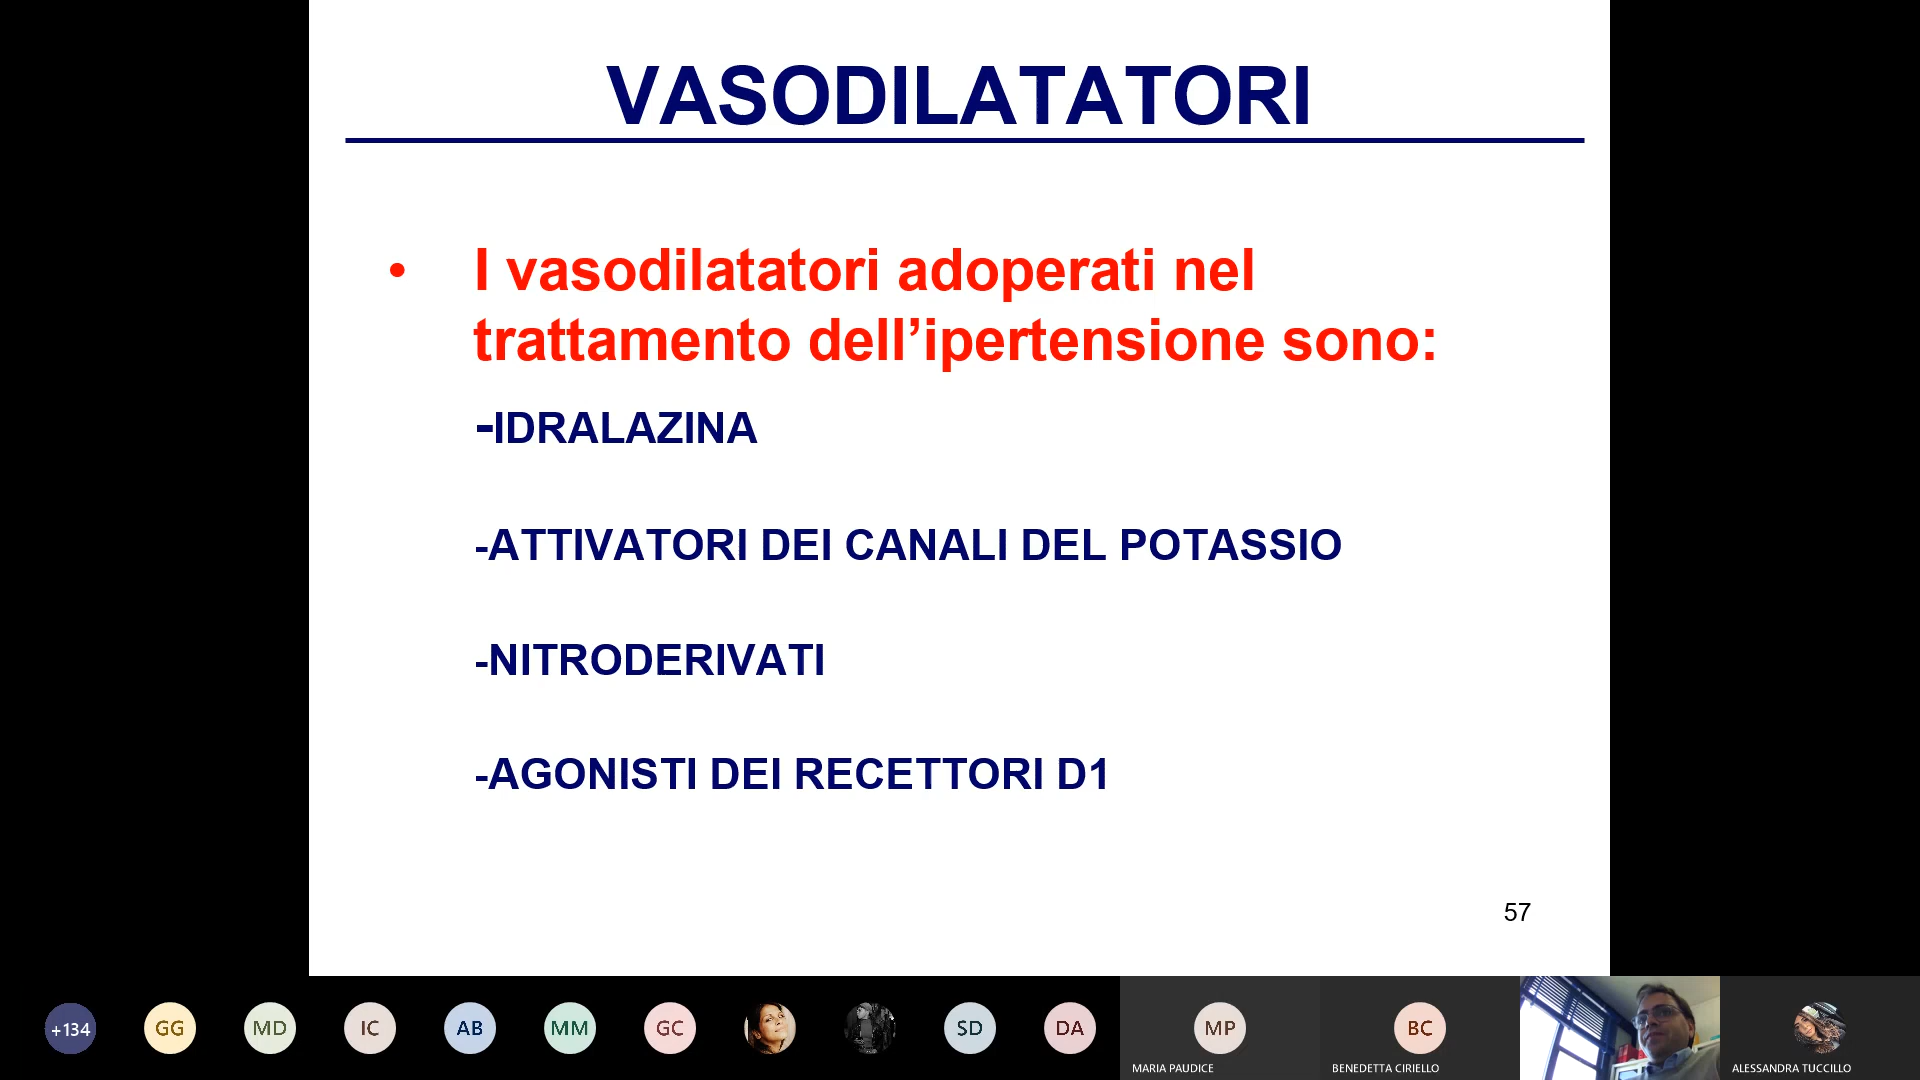 VASODILATATORI
• I vasodilatatori adoperati nel
trattamento dell’ipertensione sono:
-IDRALAZINA
-ATTIVATORI DEI CANALI DEL POTASSIO
-NITRODERIVATI
-AGONISTI DEI RECETTORI D1
57
+134
GG
MD
IC
AB
MM
GC
SD
DA
MP
BC
MARIA PAUDICE
BENEDETTA CIRIELLO
ALESSANDRA TUCCILLO